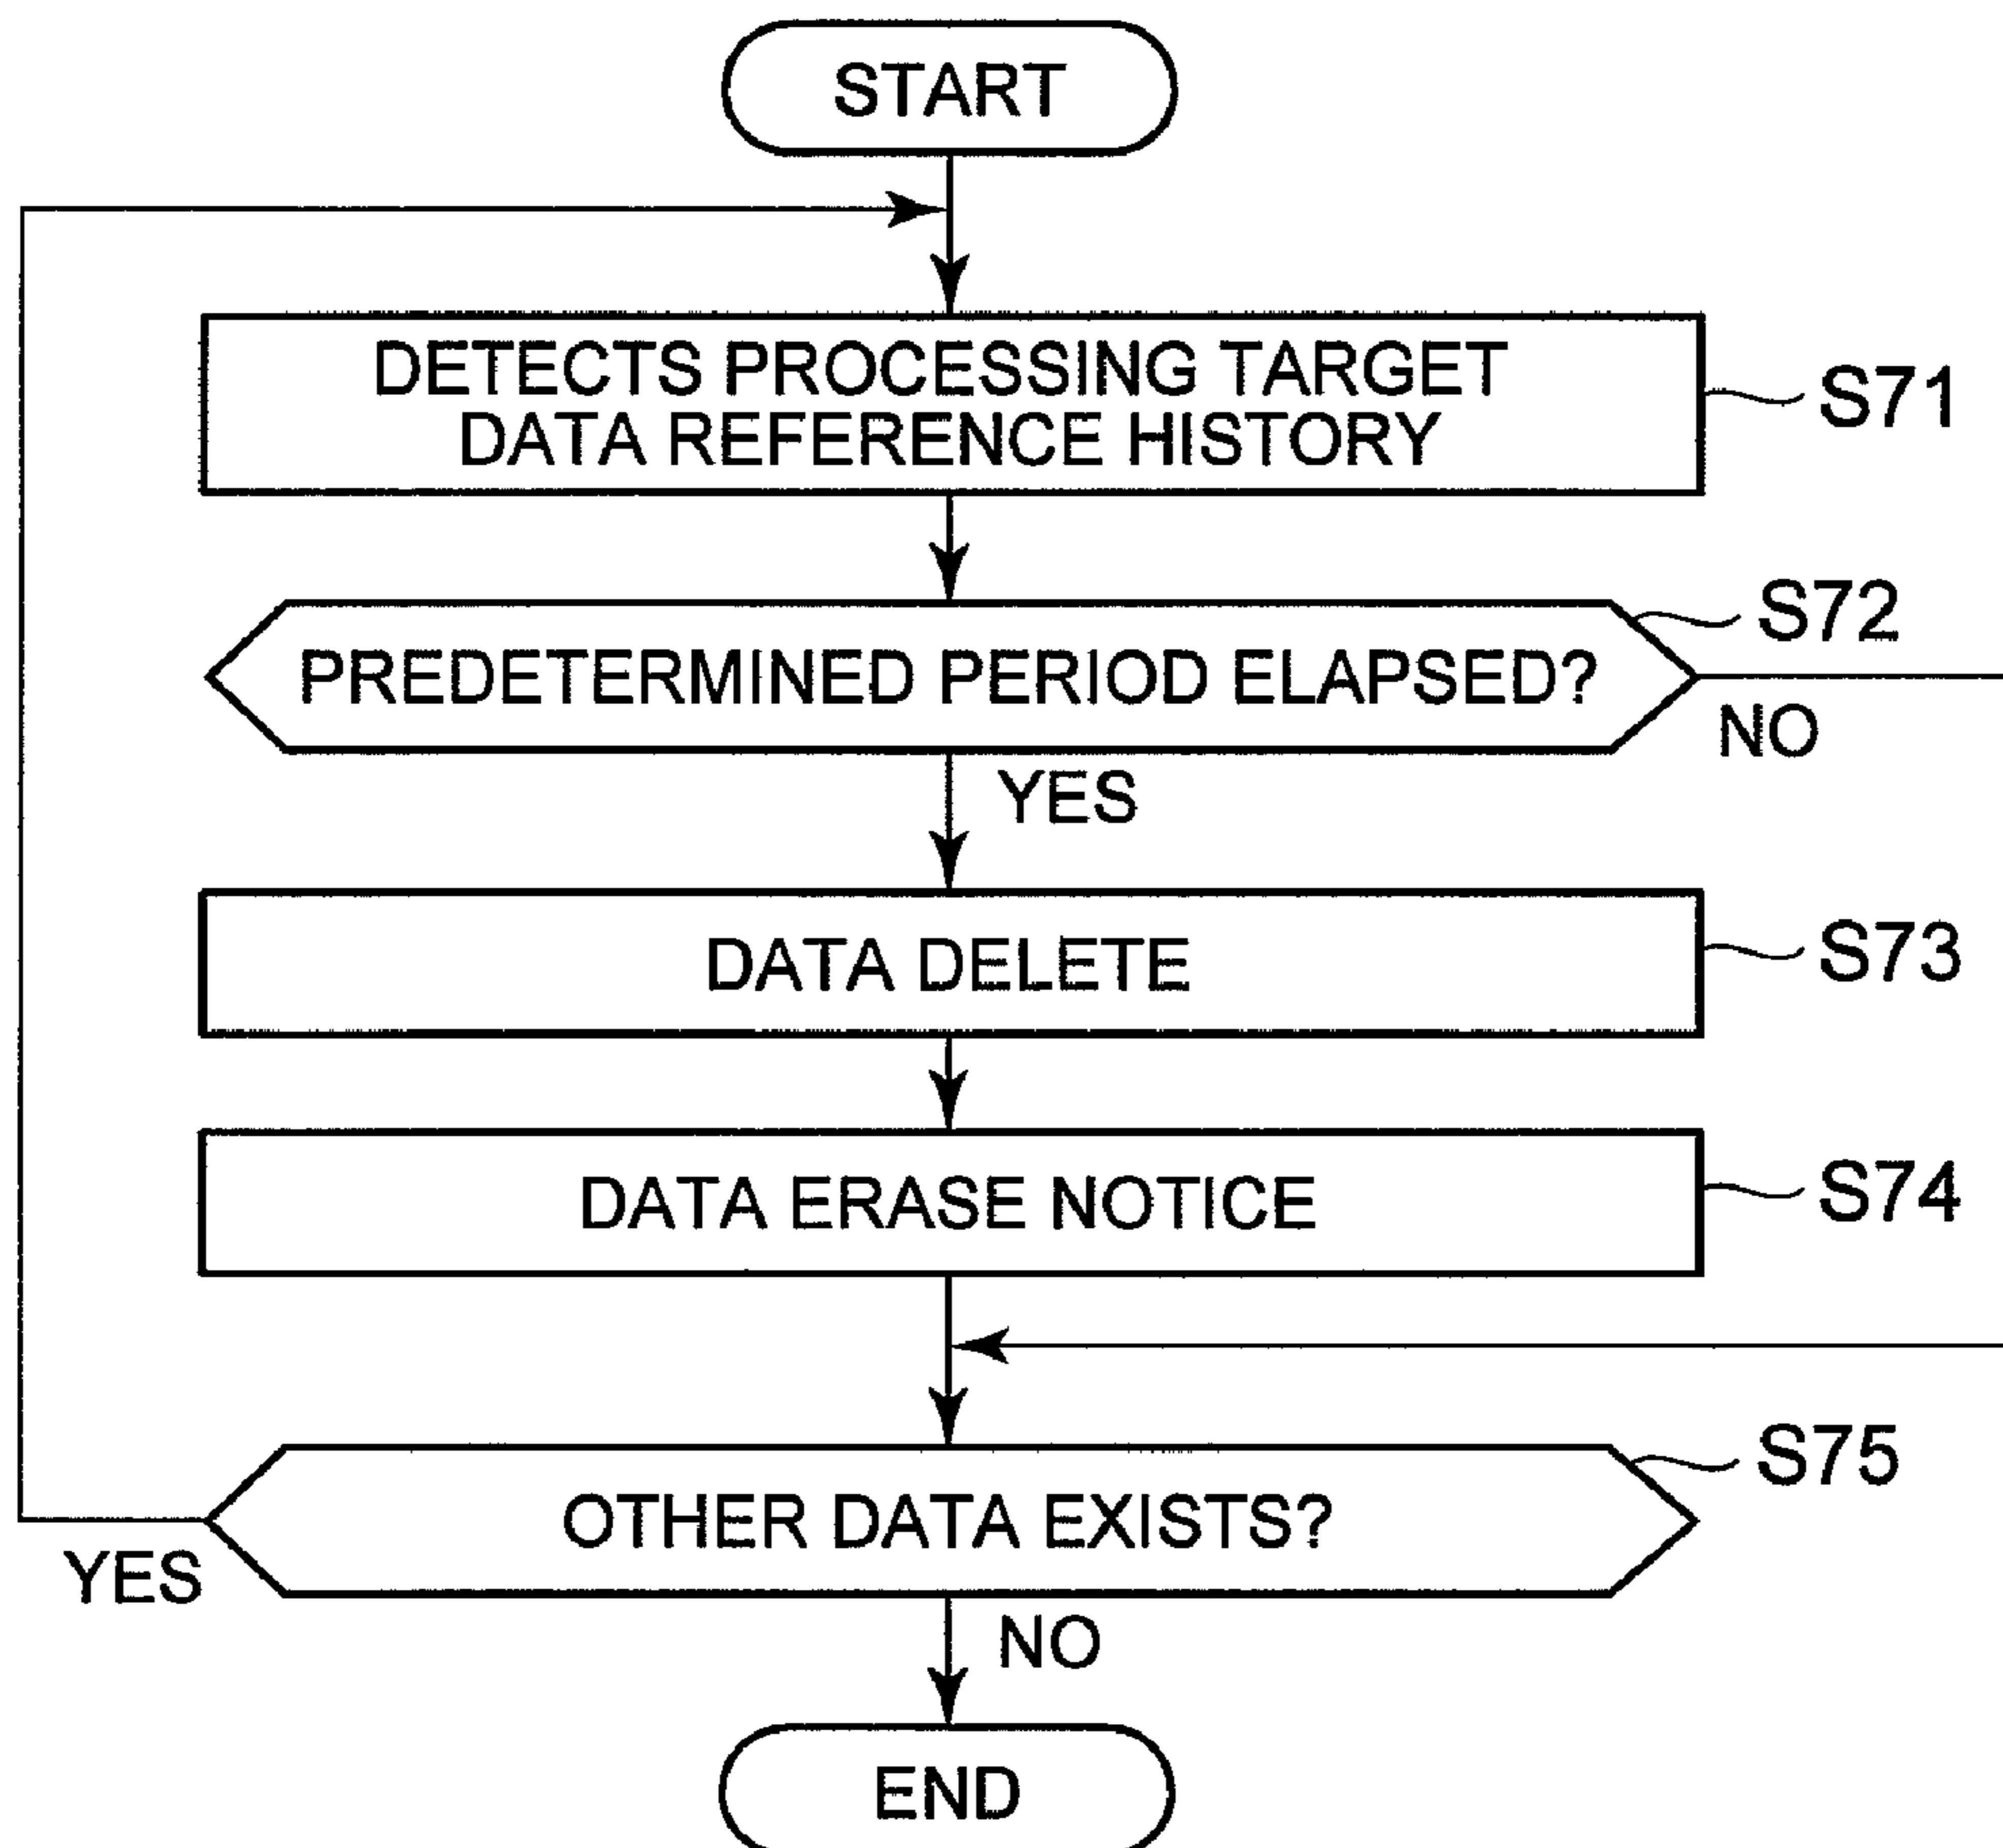 START
DETECTS PROCESSING TARGET
DATA REFERENCE HISTORY
S71
PREDETERMINED PERIOD ELAPSED?
S72
NO
YES
DATA DELETE
S73
DATA ERASE NOTICE
S74
OTHER DATA EXISTS?
S75
YES
NO
END